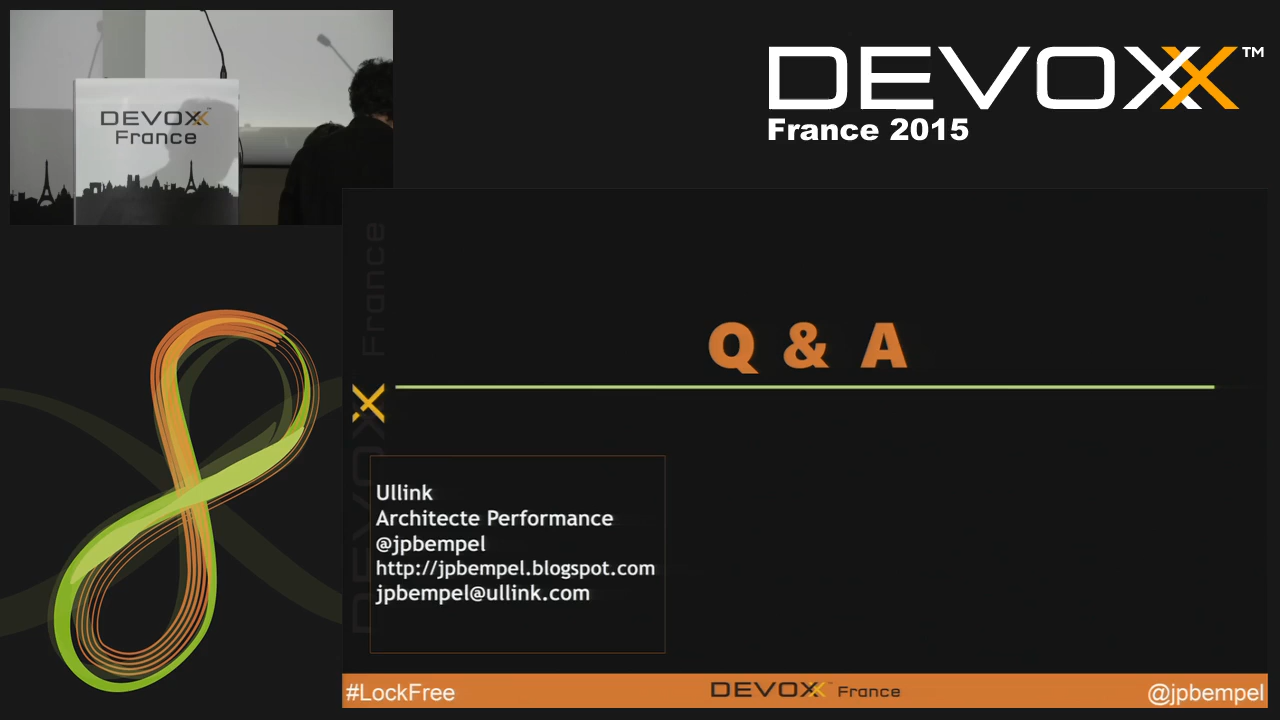 DEVOXX
France
DEVOXX™
France 2015
DEVOXX France
Q & A
Ullink
Architecte Performance
@jpbempel
http://jpbempel.blogspot.com
jpbempel@ullink.com
#LockFree
DEVOXX France
@jpbempel